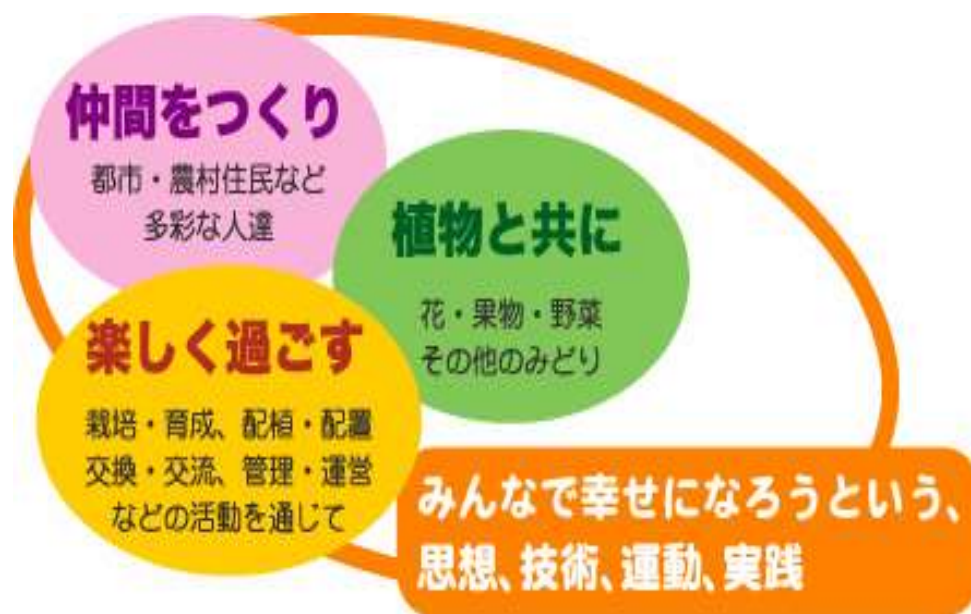 仲間をつくり
都市・農村住民など
多彩な人達
植物と共に
花・果物・野菜
その他のみどり
楽しく過ごす
栽培・育成、配植・配置
交換・交流、管理・運営
などの活動を通じて
みんなで幸せになろうという、
思想、技術、運動、実践